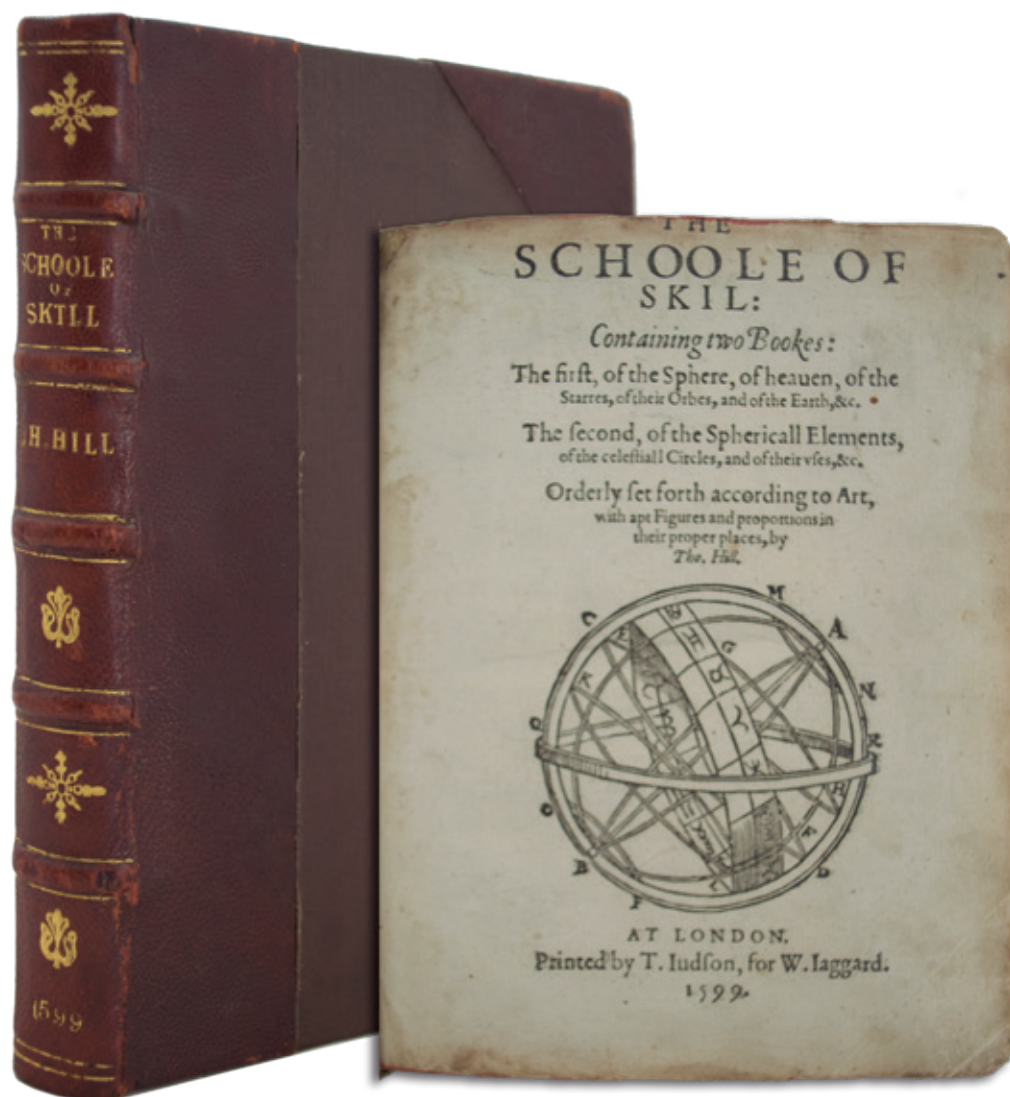 THE
SCHOOLE
OF
SKILL
.H.HILL
1599
THE
SCHOOLE OF
SKIL:
Containing two Bookes:
The first, of the Sphere, of heauen, of the
Starres, of their Orbes, and of the Earth, &c.
The second, of the Sphericall Elements,
of the celestiall Circles, and of their vses, &c.
Orderly set forth according to Art,
with apt Figures and proportions in
their proper places, by
Tho. Hill.
M
C
A
G
N
K
O
B
F
D
AT LONDON.
Printed by T. Iudson, for W. Iaggard.
1599.